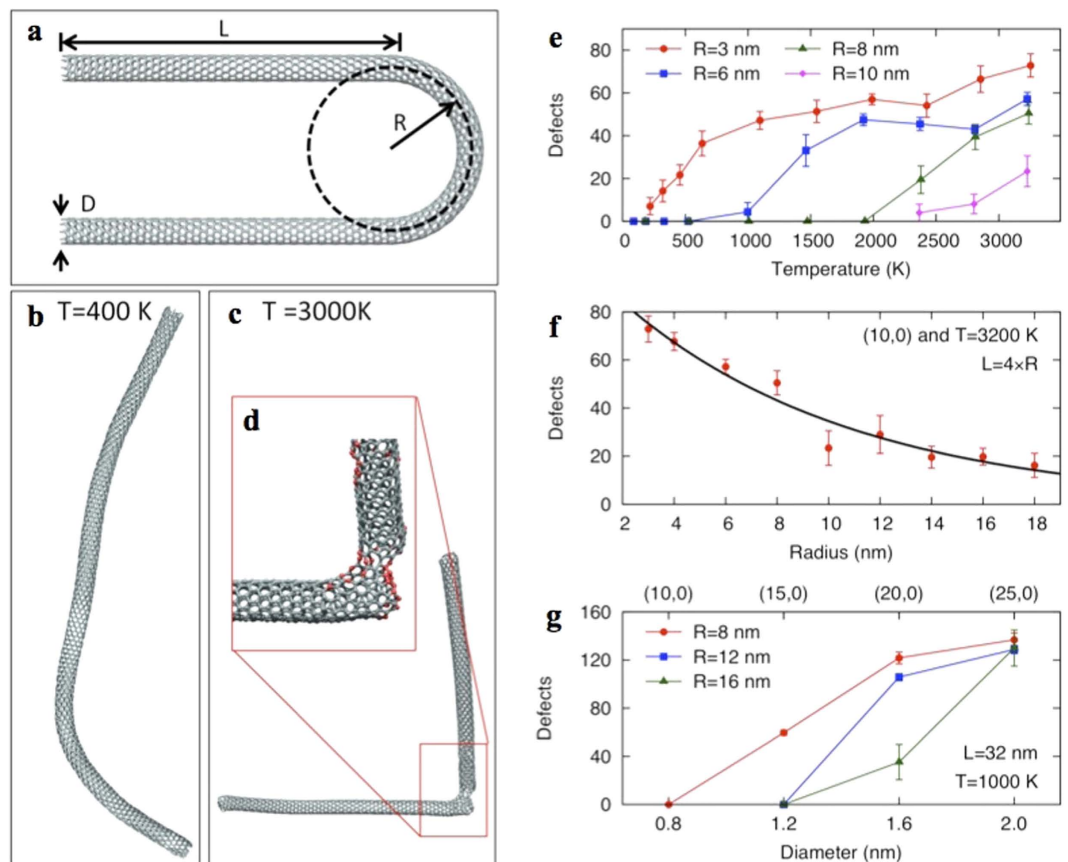 a
L
R
D
b T=400 K
c T =3000K
d
e
R=3 nm
R=6 nm
R=8 nm
R=10 nm
80
60
40
20
0
Defects
0 500 1000 1500 2000 2500 3000
Temperature (K)
f
(10,0) and T=3200 K
L=4×R
80
60
40
20
0
Defects
2 4 6 8 10 12 14 16 18
Radius (nm)
g
(10,0) (15,0) (20,0) (25,0)
R=8 nm
R=12 nm
R=16 nm
160
120
80
40
0
Defects
L=32 nm
T=1000 K
0.8 1.2 1.6 2.0
Diameter (nm)